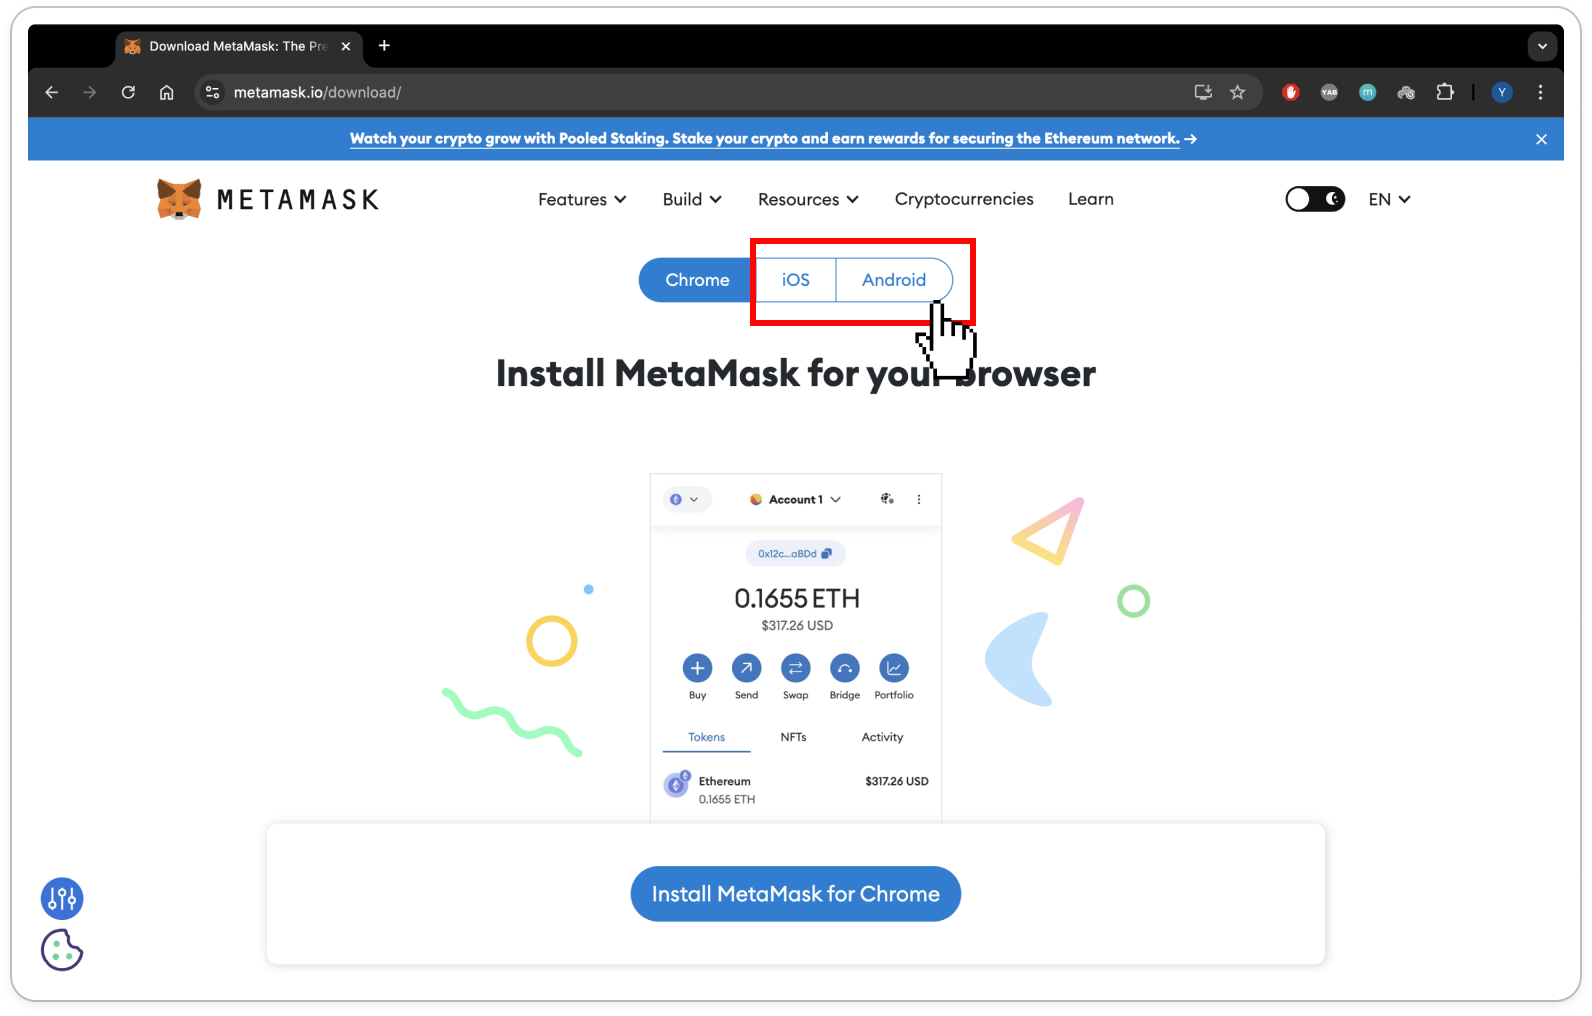 Download MetaMask: The Pre
metamask.io/download/
YAB
m
Y
Watch your crypto grow with Pooled Staking. Stake your crypto and earn rewards for securing the Ethereum network. →
METAMASK
Features
Build
Resources
Cryptocurrencies
Learn
EN
Chrome
iOS
Android
Install MetaMask for your browser
Account 1
0x12c...aBDd
0.1655 ETH
$317.26 USD
Buy
Send
Swap
Bridge
Portfolio
Tokens
NFTs
Activity
Ethereum
$317.26 USD
0.1655 ETH
Install MetaMask for Chrome